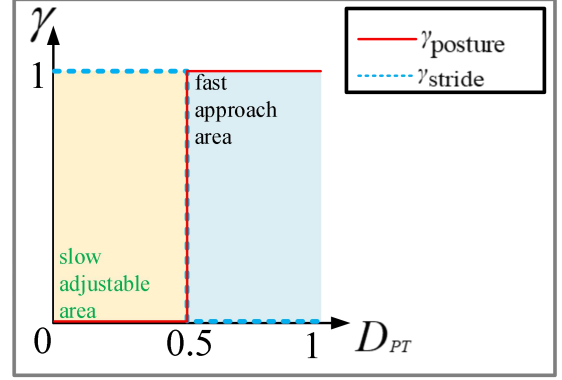 γ
γposture
γstride
1
fast
approach
area
slow
adjustable
area
0
0.5
1
DPT